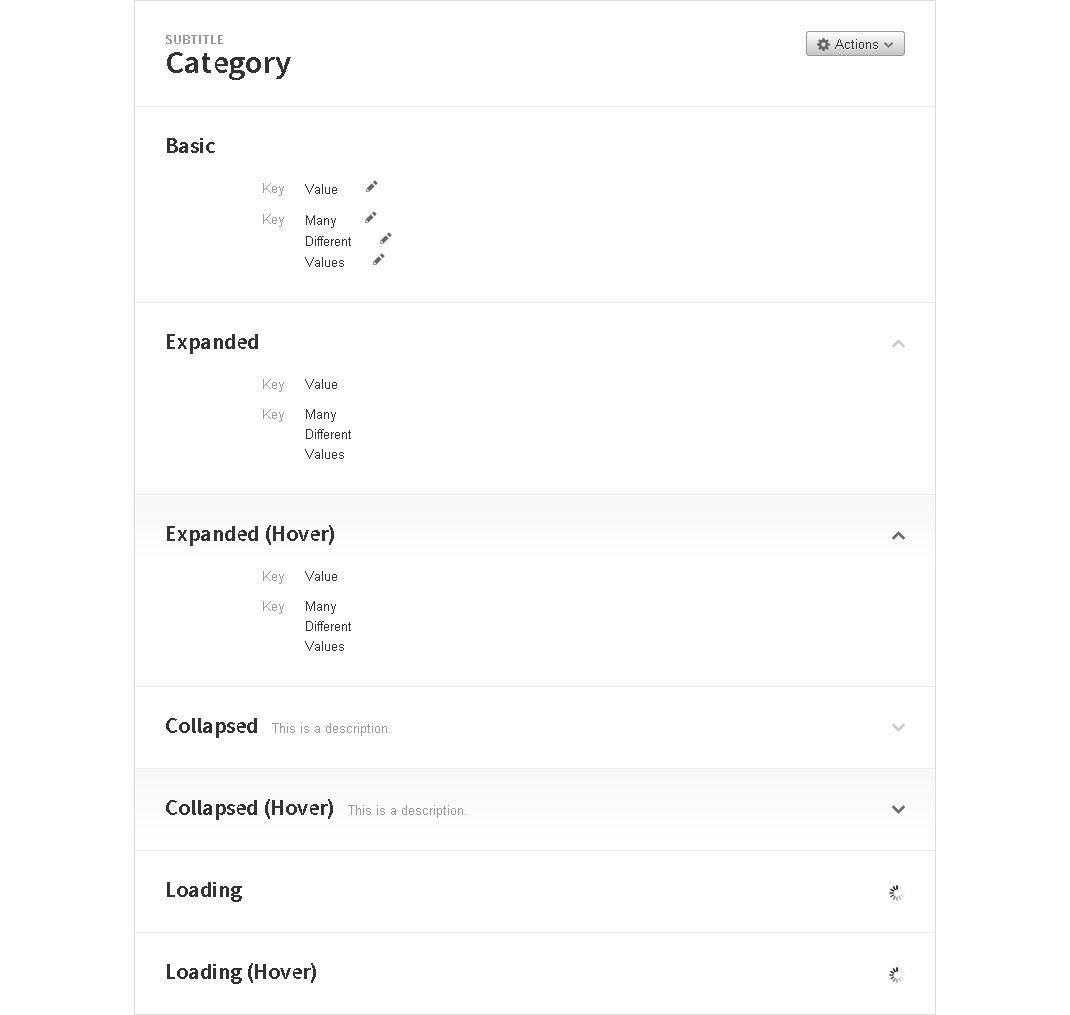 SUBTITLE
Category
Actions
Basic
Key Value
Key Many
Different
Values
Expanded
Key Value
Key Many
Different
Values
Expanded (Hover)
Key Value
Key Many
Different
Values
Collapsed This is a description.
Collapsed (Hover) This is a description.
Loading
Loading (Hover)